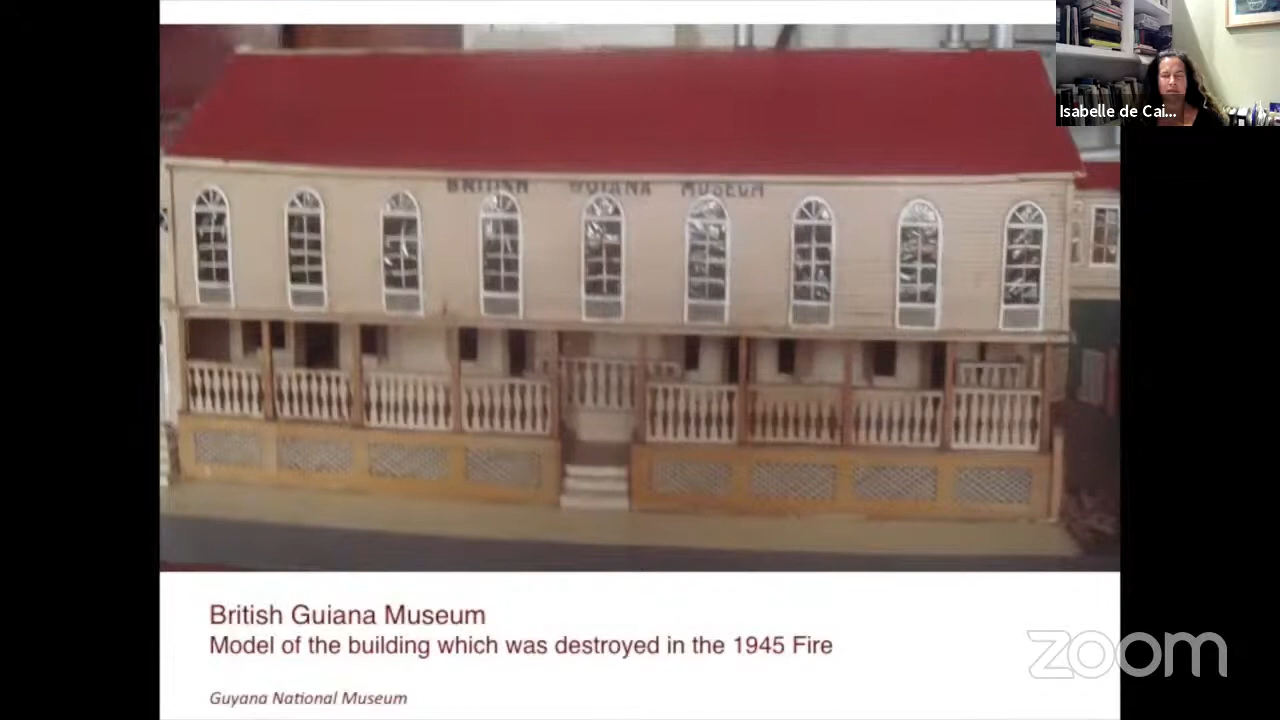 Isabelle de Cai...
BRITISH GUIANA MUSEUM
British Guiana Museum
Model of the building which was destroyed in the 1945 Fire
Guyana National Museum
zoom